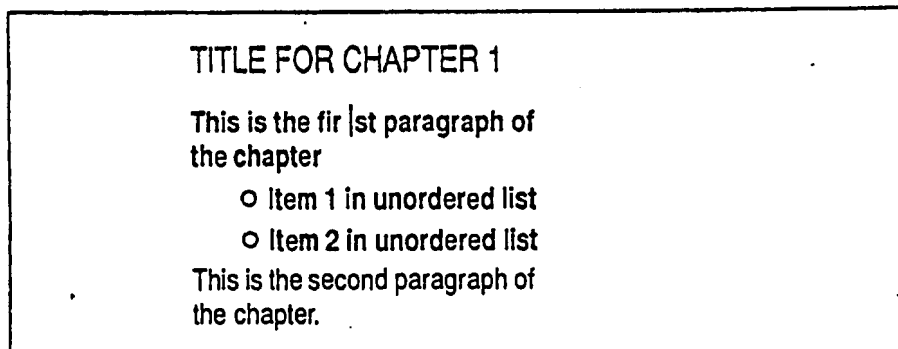 TITLE FOR CHAPTER 1
This is the fir |st paragraph of
the chapter
o Item 1 in unordered list
o Item 2 in unordered list
This is the second paragraph of
the chapter.